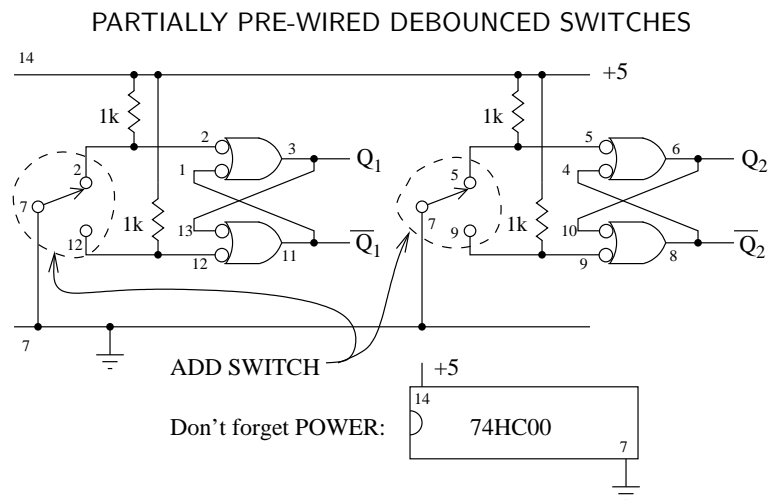 PARTIALLY PRE-WIRED DEBOUNCED SWITCHES
14
+5
1k
1k
2
3
5
6
2
1
Q1
5
4
Q2
7
1k
7
1k
12
13
12
11
Q1
9
10
9
8
Q2
7
ADD SWITCH
+5
14
Don't forget POWER:
74HC00
7